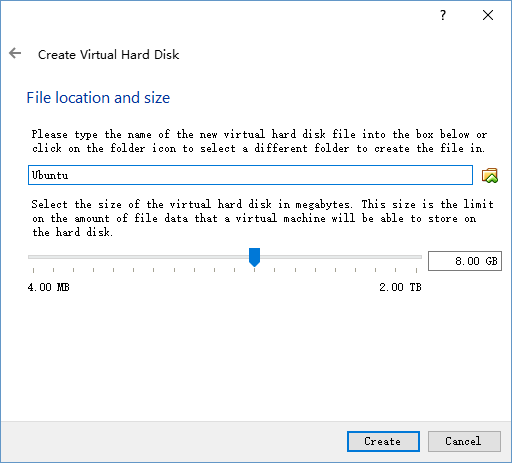 ?
Create Virtual Hard Disk
File location and size
Please type the name of the new virtual hard disk file into the box below or
click on the folder icon to select a different folder to create the file in.
Ubuntu
Select the size of the virtual hard disk in megabytes. This size is the limit
on the amount of file data that a virtual machine will be able to store on
the hard disk.
8.00 GB
4.00 MB 2.00 TB
Create Cancel